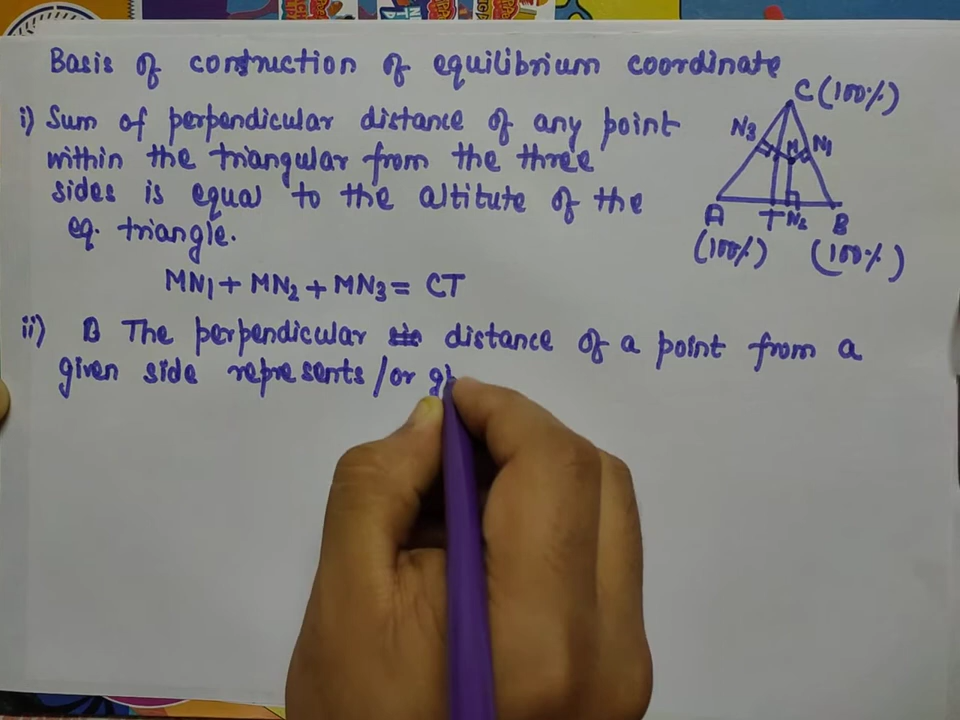 Basis of construction of equilibrium coordinate
i) Sum of perpendicular distance of any point
within the triangular from the three
sides is equal to the altitute of the
eq. triangle.
MN1 + MN2 + MN3 = CT
ii) B The perpendicular distance of a point from a
given side represents /or
C (100%)
N3 M N1
A T N2 B
(100%) (100%)